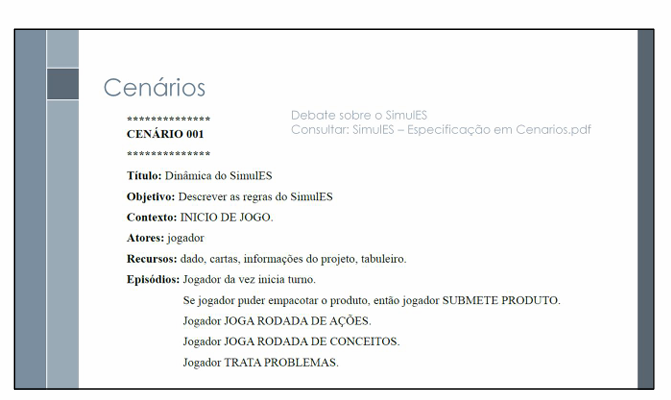 Cenários
Debate sobre o SimulES
Consultar: SimulES – Especificação em Cenarios.pdf
**************
CENÁRIO 001
**************
Título: Dinâmica do SimulES
Objetivo: Descrever as regras do SimulES
Contexto: INICIO DE JOGO.
Atores: jogador
Recursos: dado, cartas, informações do projeto, tabuleiro.
Episódios: Jogador da vez inicia turno.
Se jogador puder empacotar o produto, então jogador SUBMETE PRODUTO.
Jogador JOGA RODADA DE AÇÕES.
Jogador JOGA RODADA DE CONCEITOS.
Jogador TRATA PROBLEMAS.